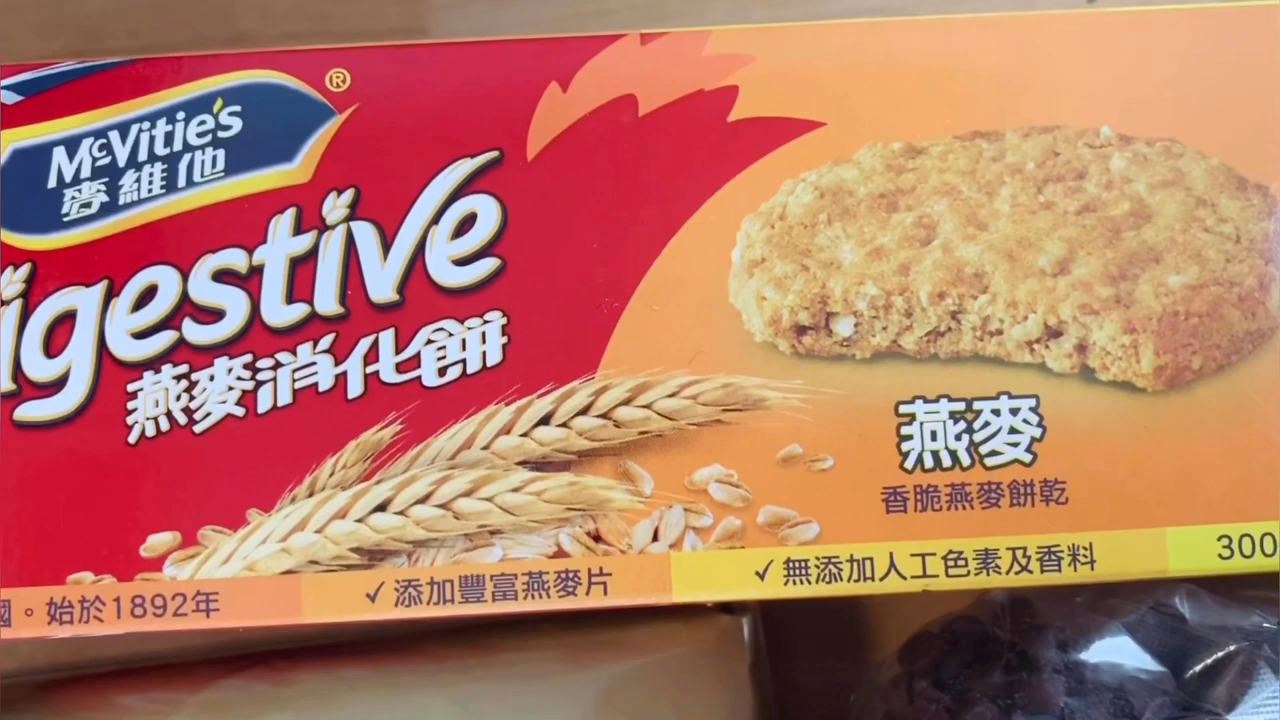 McVitie's
®
麥維他
igestive
燕麥消化餅
燕麥
香脆燕麥餅乾
國。始於1892年
✓添加豐富燕麥片
✓無添加人工色素及香料
300